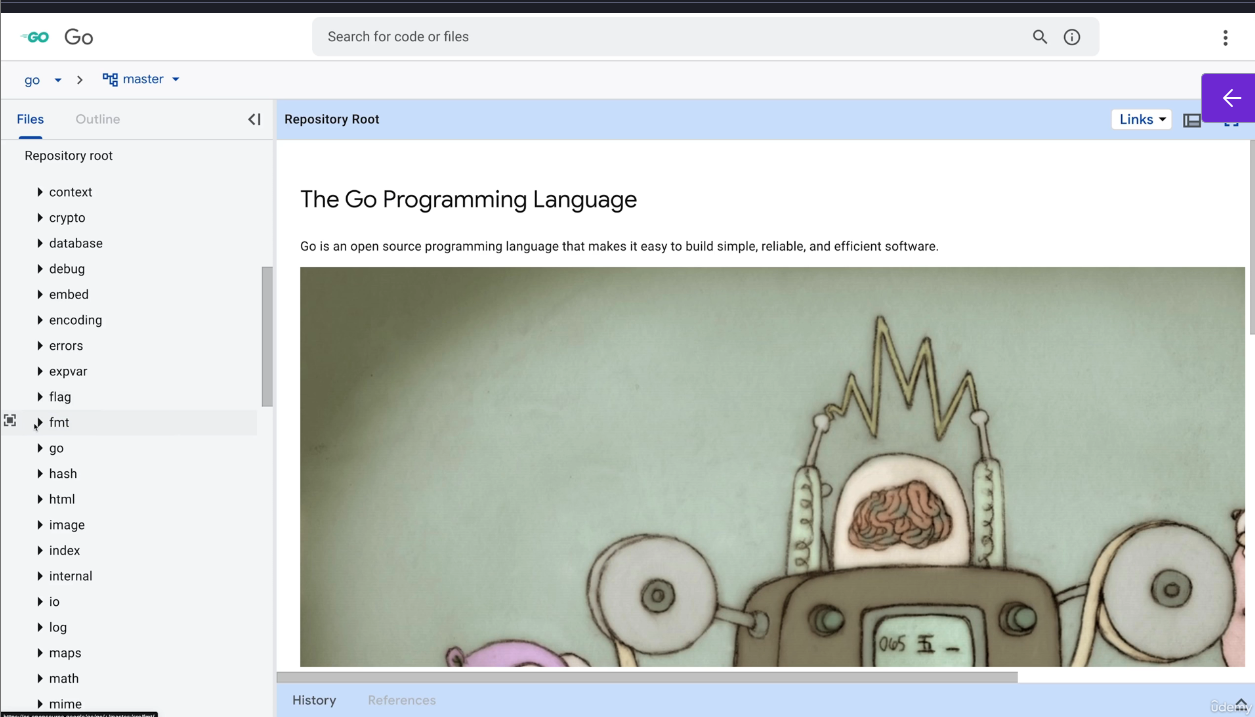 GO Go
Search for code or files
go master
Files Outline
Repository Root
Links
Repository root
context
crypto
database
debug
embed
encoding
errors
expvar
flag
fmt
go
hash
html
image
index
internal
io
log
maps
math
mime
The Go Programming Language
Go is an open source programming language that makes it easy to build simple, reliable, and efficient software.
065 五
History References
ûdemy